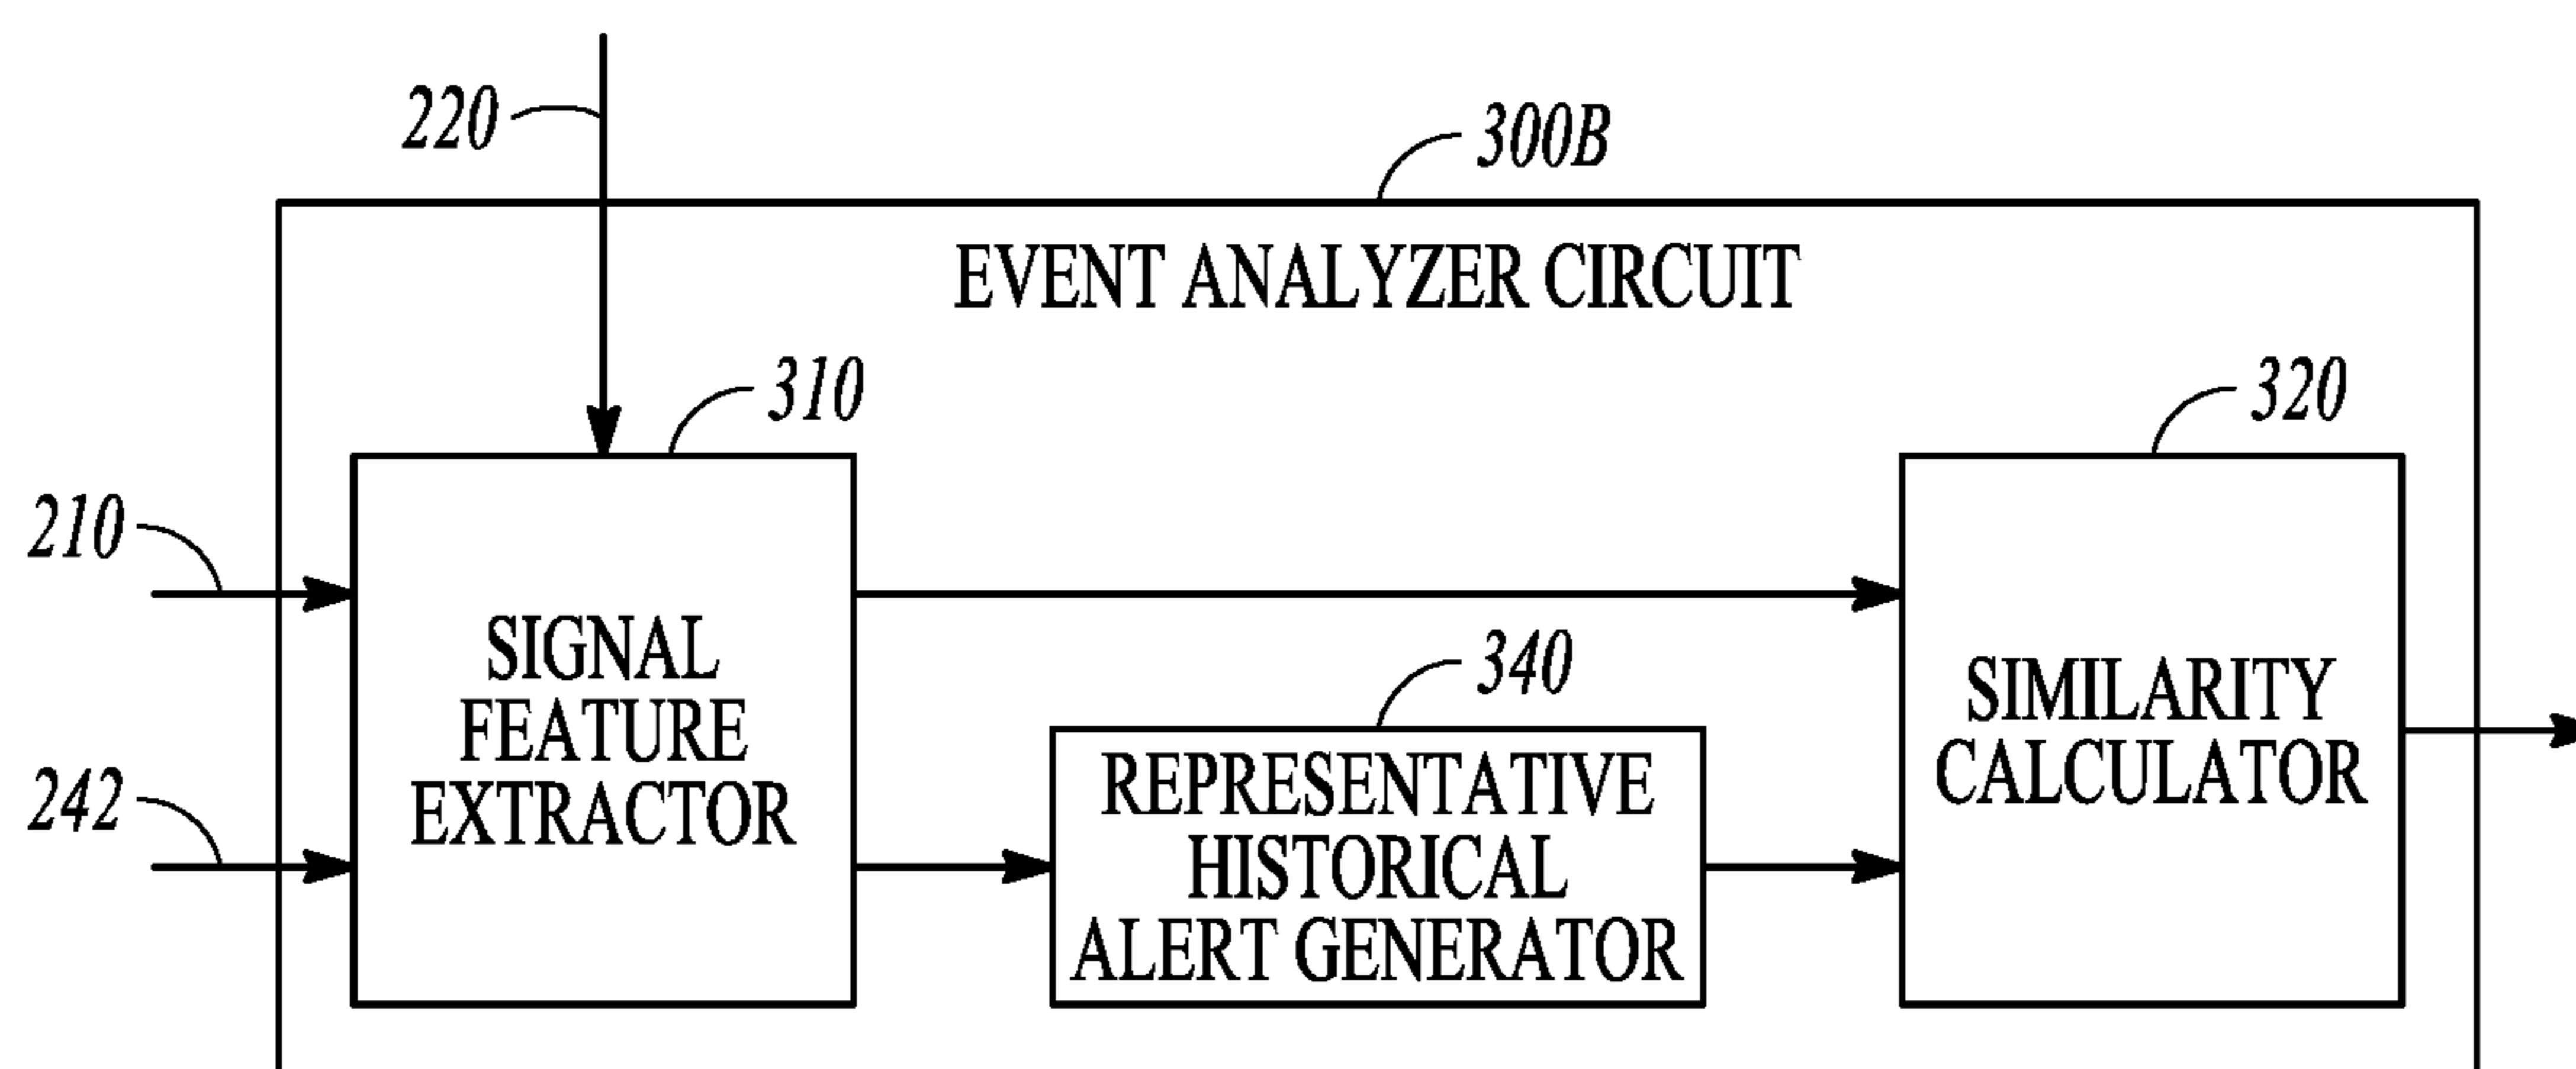 220
300B
EVENT ANALYZER CIRCUIT
310
320
210
SIGNAL
FEATURE
EXTRACTOR
242
340
REPRESENTATIVE
HISTORICAL
ALERT GENERATOR
SIMILARITY
CALCULATOR